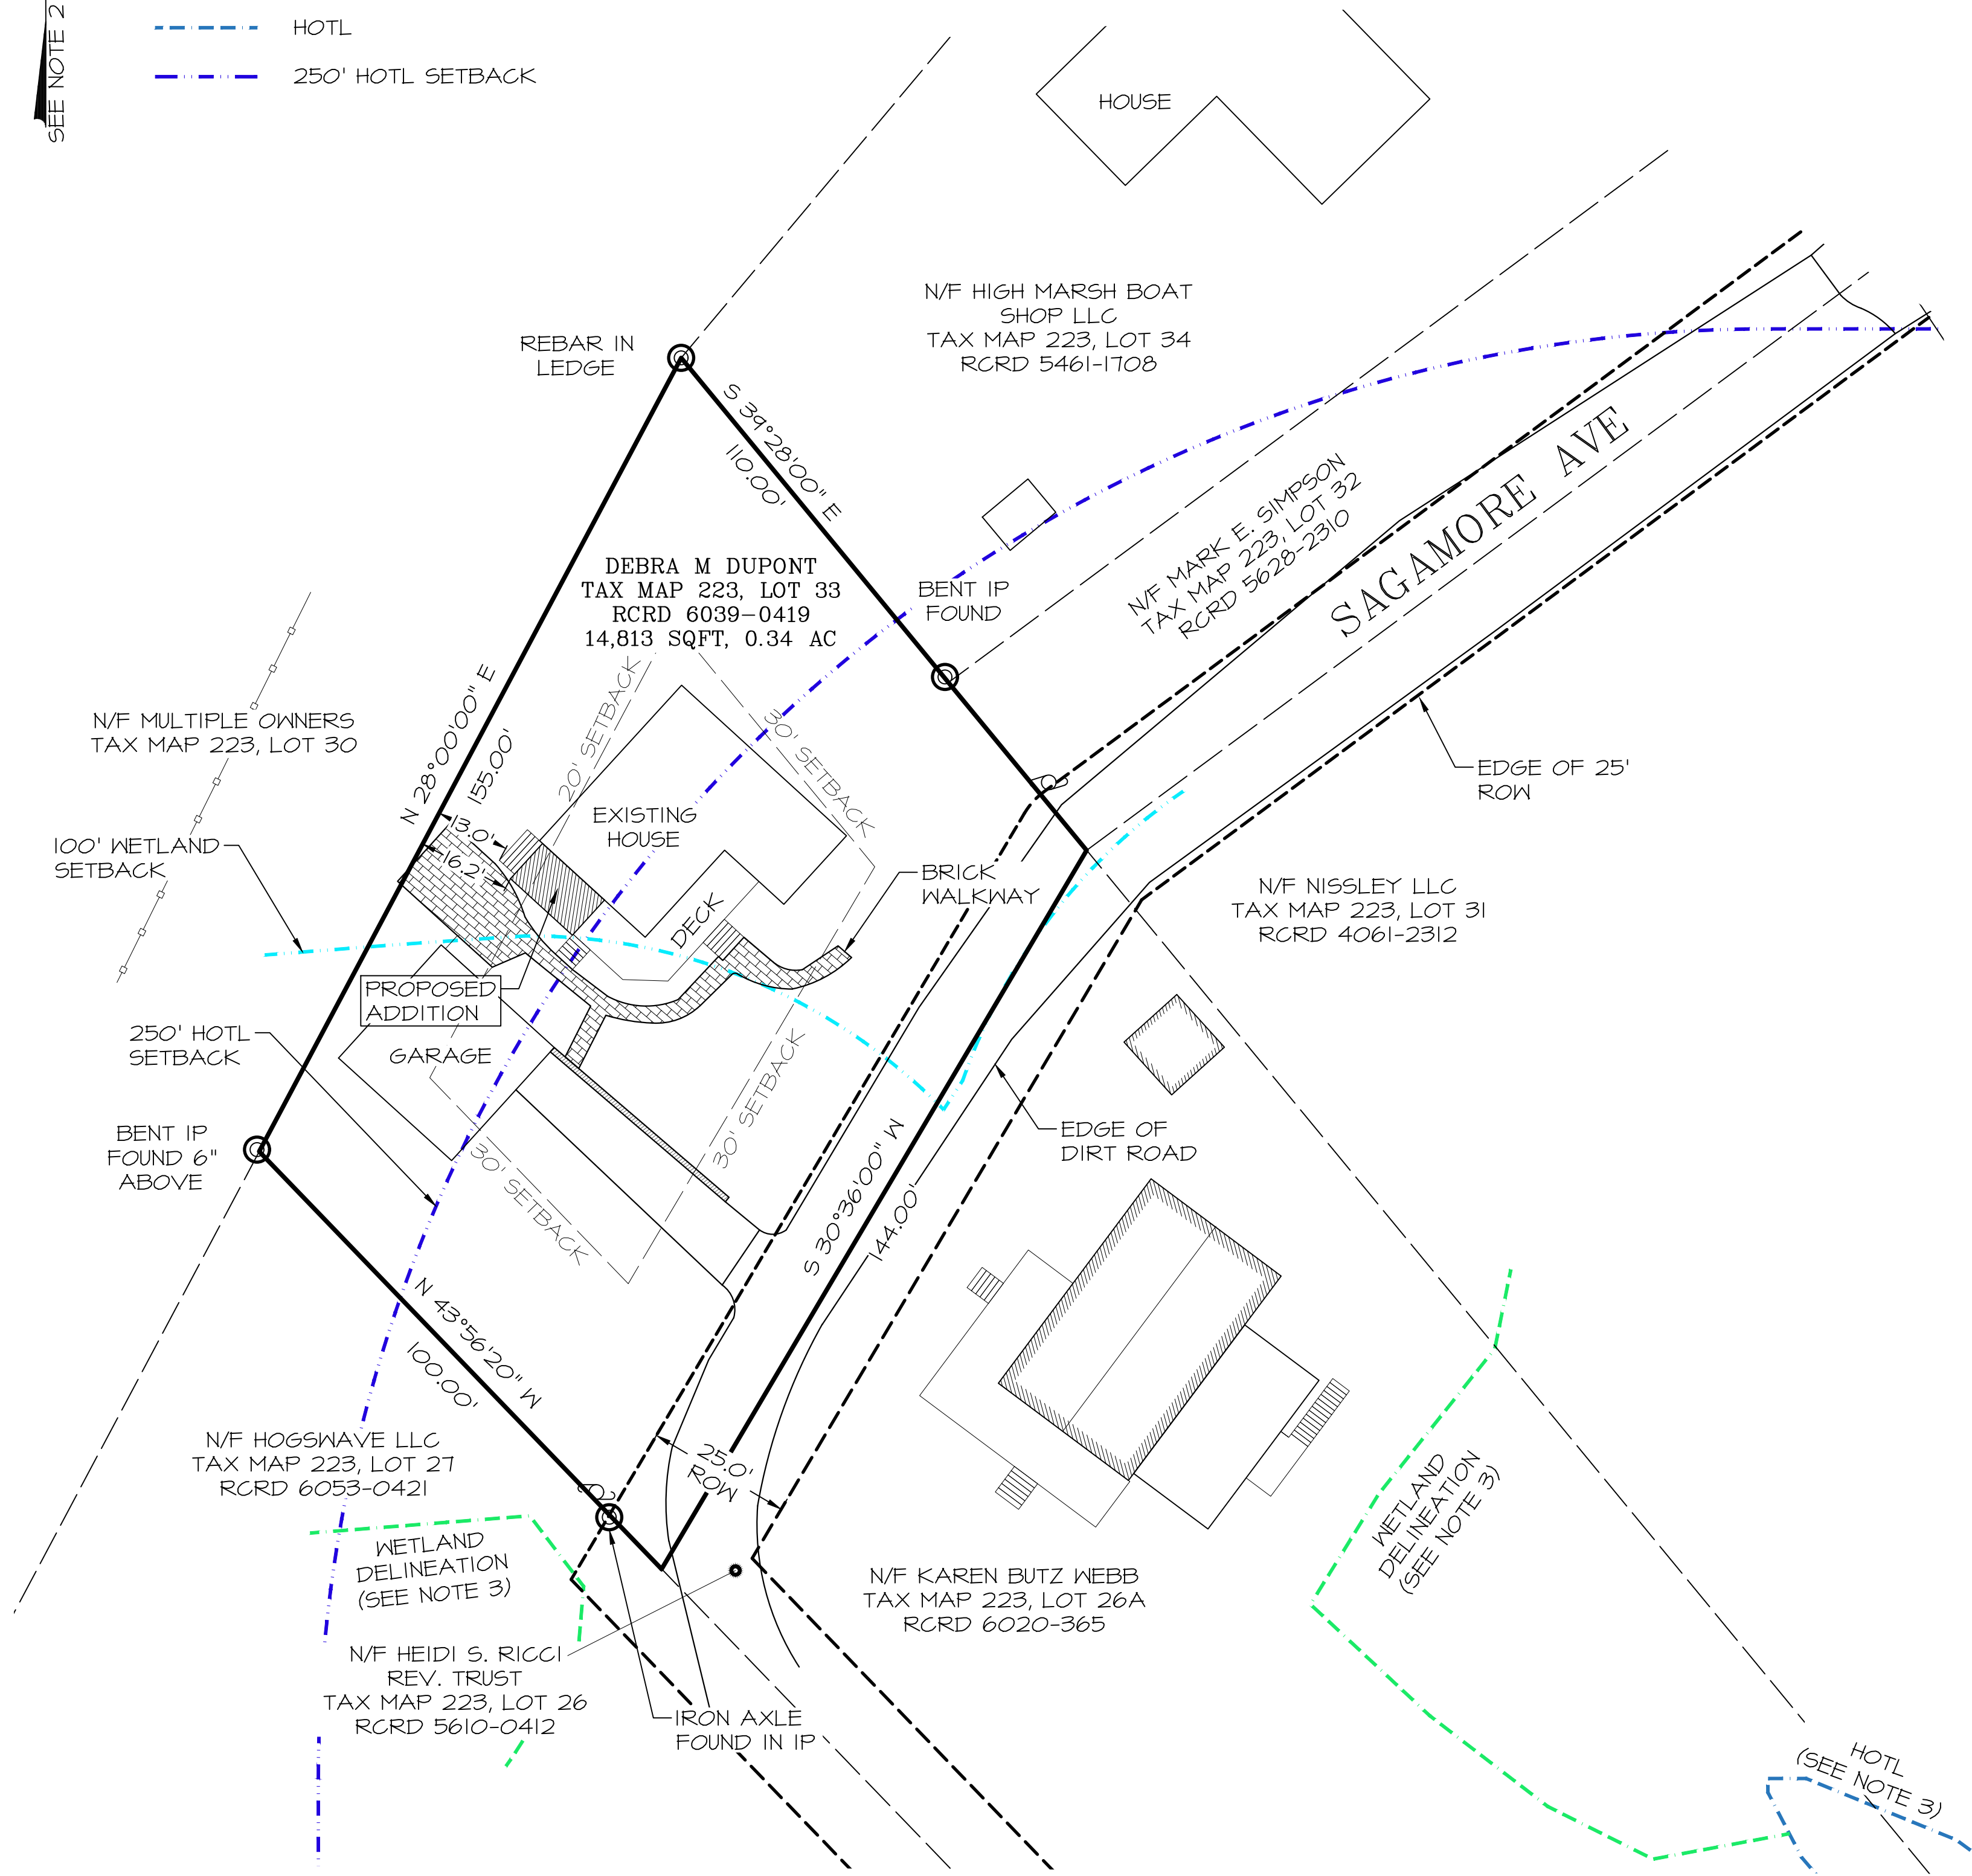 SEE NOTE 2
HOTL
250' HOTL SETBACK
HOUSE
N/F HIGH MARSH BOAT
SHOP LLC
TAX MAP 223, LOT 34
RCRD 5461-1708
REBAR IN
LEDGE
S 39°28'00" E
110.00'
N/F MARK E. SIMPSON
TAX MAP 223, LOT 32
RCRD 5628-2310
SAGAMORE AVE
DEBRA M DUPONT
TAX MAP 223, LOT 33
RCRD 6039-0419
14,813 SQFT, 0.34 AC
BENT IP
FOUND
N 28°00'00" E
155.00'
20' SETBACK
30' SETBACK
N/F MULTIPLE OWNERS
TAX MAP 223, LOT 30
EDGE OF 25'
ROW
EXISTING
HOUSE
13.0'
16.2'
100' WETLAND
SETBACK
BRICK
WALKWAY
DECK
N/F NISSLEY LLC
TAX MAP 223, LOT 31
RCRD 4061-2312
PROPOSED
ADDITION
250' HOTL
SETBACK
GARAGE
30' SETBACK
BENT IP
FOUND 6"
ABOVE
EDGE OF
DIRT ROAD
30' SETBACK
S 30°36'00" W
144.00'
N 43°56'20" W
100.00'
N/F HOGSWAVE LLC
TAX MAP 223, LOT 27
RCRD 6053-0421
25.0'
ROW
WETLAND
DELINEATION
(SEE NOTE 3)
WETLAND
DELINEATION
(SEE NOTE 3)
N/F KAREN BUTZ WEBB
TAX MAP 223, LOT 26A
RCRD 6020-365
N/F HEIDI S. RICCI
REV. TRUST
TAX MAP 223, LOT 26
RCRD 5610-0412
IRON AXLE
FOUND IN IP
HOTL
(SEE NOTE 3)